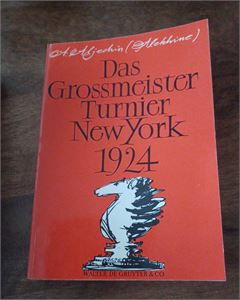 A. Aljechin (Alekhine)
Das
Grossmeister
Turnier
New York
1924
WALTER DE GRUYTER & CO.